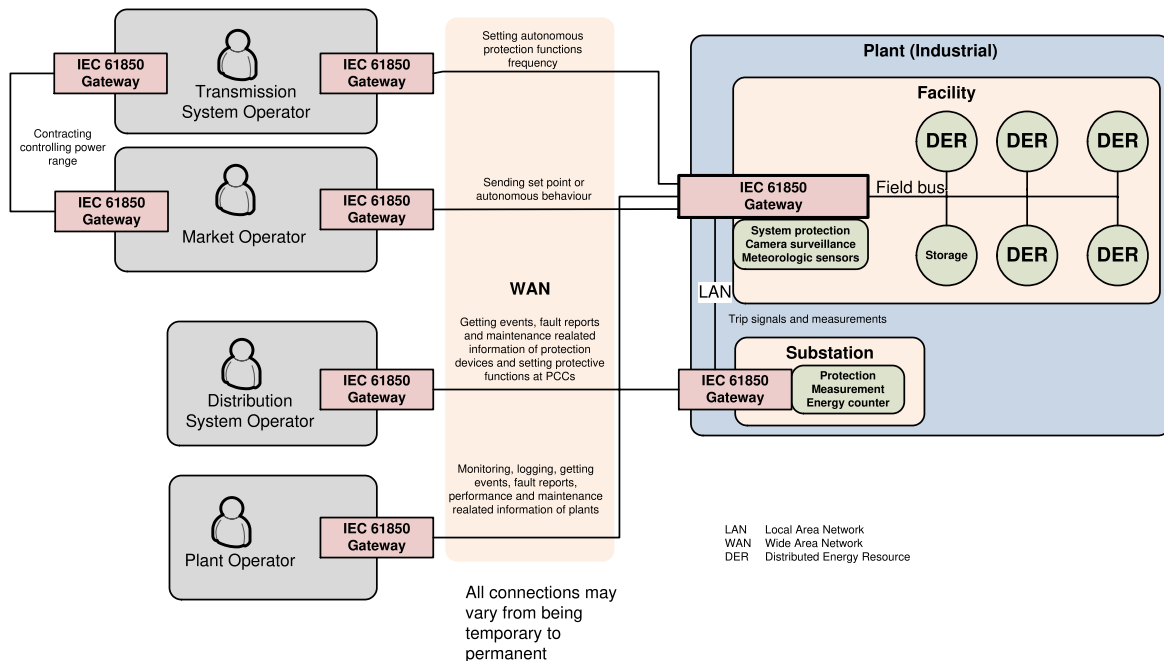 IEC 61850
Gateway
Transmission
System Operator
IEC 61850
Gateway
Contracting
controlling power
range
IEC 61850
Gateway
Market Operator
IEC 61850
Gateway
Distribution
System Operator
IEC 61850
Gateway
Plant Operator
IEC 61850
Gateway
Setting autonomous
protection functions
frequency
Sending set point or
autonomous behaviour
WAN
Getting events, fault reports
and maintenance realated
information of protection
devices and setting protective
functions at PCCs
Monitoring, logging, getting
events, fault reports,
performance and maintenance
realated information of plants
All connections may
vary from being
temporary to
permanent
Plant (Industrial)
Facility
DER
DER
DER
IEC 61850
Gateway
Field bus
System protection
Camera surveillance
Meteorologic sensors
Storage
DER
DER
LAN
Trip signals and measurements
Substation
IEC 61850
Gateway
Protection
Measurement
Energy counter
LAN Local Area Network
WAN Wide Area Network
DER Distributed Energy Resource